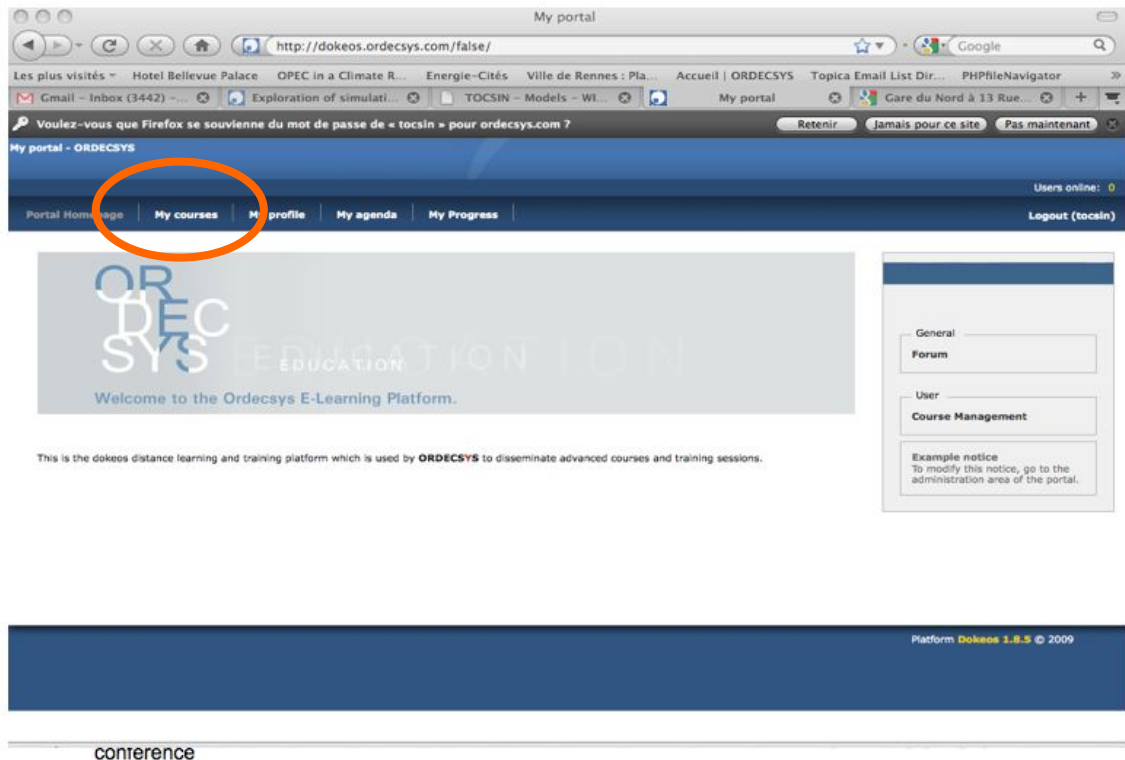 My portal
http://dokeos.ordecsys.com/false/
Google
Les plus visités Hotel Bellevue Palace OPEC in a Climate R... Energie-Cités Ville de Rennes : Pla... Accueil | ORDECSYS Topica Email List Dir... PHPfileNavigator »
Gmail - Inbox (3442) -... Exploration of simulati... TOCSIN - Models - WI... My portal Gare du Nord à 13 Rue... +
Voulez-vous que Firefox se souvienne du mot de passe de « tocsin » pour ordecsys.com ? Retenir Jamais pour ce site Pas maintenant
My portal - ORDECSYS
Users online: 0
Portal Homepage My courses My profile My agenda My Progress Logout (tocsin)
OR
DEC
SYS EDUCATION
Welcome to the Ordecsys E-Learning Platform.
General
Forum
User
Course Management
Example notice
To modify this notice, go to the
administration area of the portal.
This is the dokeos distance learning and training platform which is used by ORDECSYS to disseminate advanced courses and training sessions.
Platform Dokeos 1.8.5 © 2009
conference